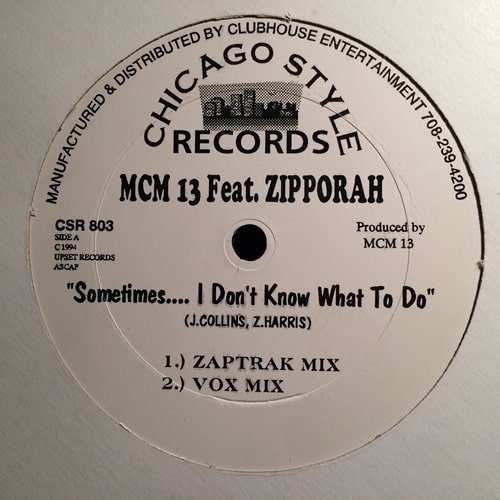 MANUFACTURED & DISTRIBUTED BY CLUBHOUSE ENTERTAINMENT 708-239-4200
CHICAGO STYLE
RECORDS
MCM 13 Feat. ZIPPORAH
CSR 803
SIDE A
C 1994
UPSET RECORDS
ASCAP
Produced by
MCM 13
"Sometimes.... I Don't Know What To Do"
(J.COLLINS, Z.HARRIS)
1.) ZAPTRAK MIX
2.) VOX MIX